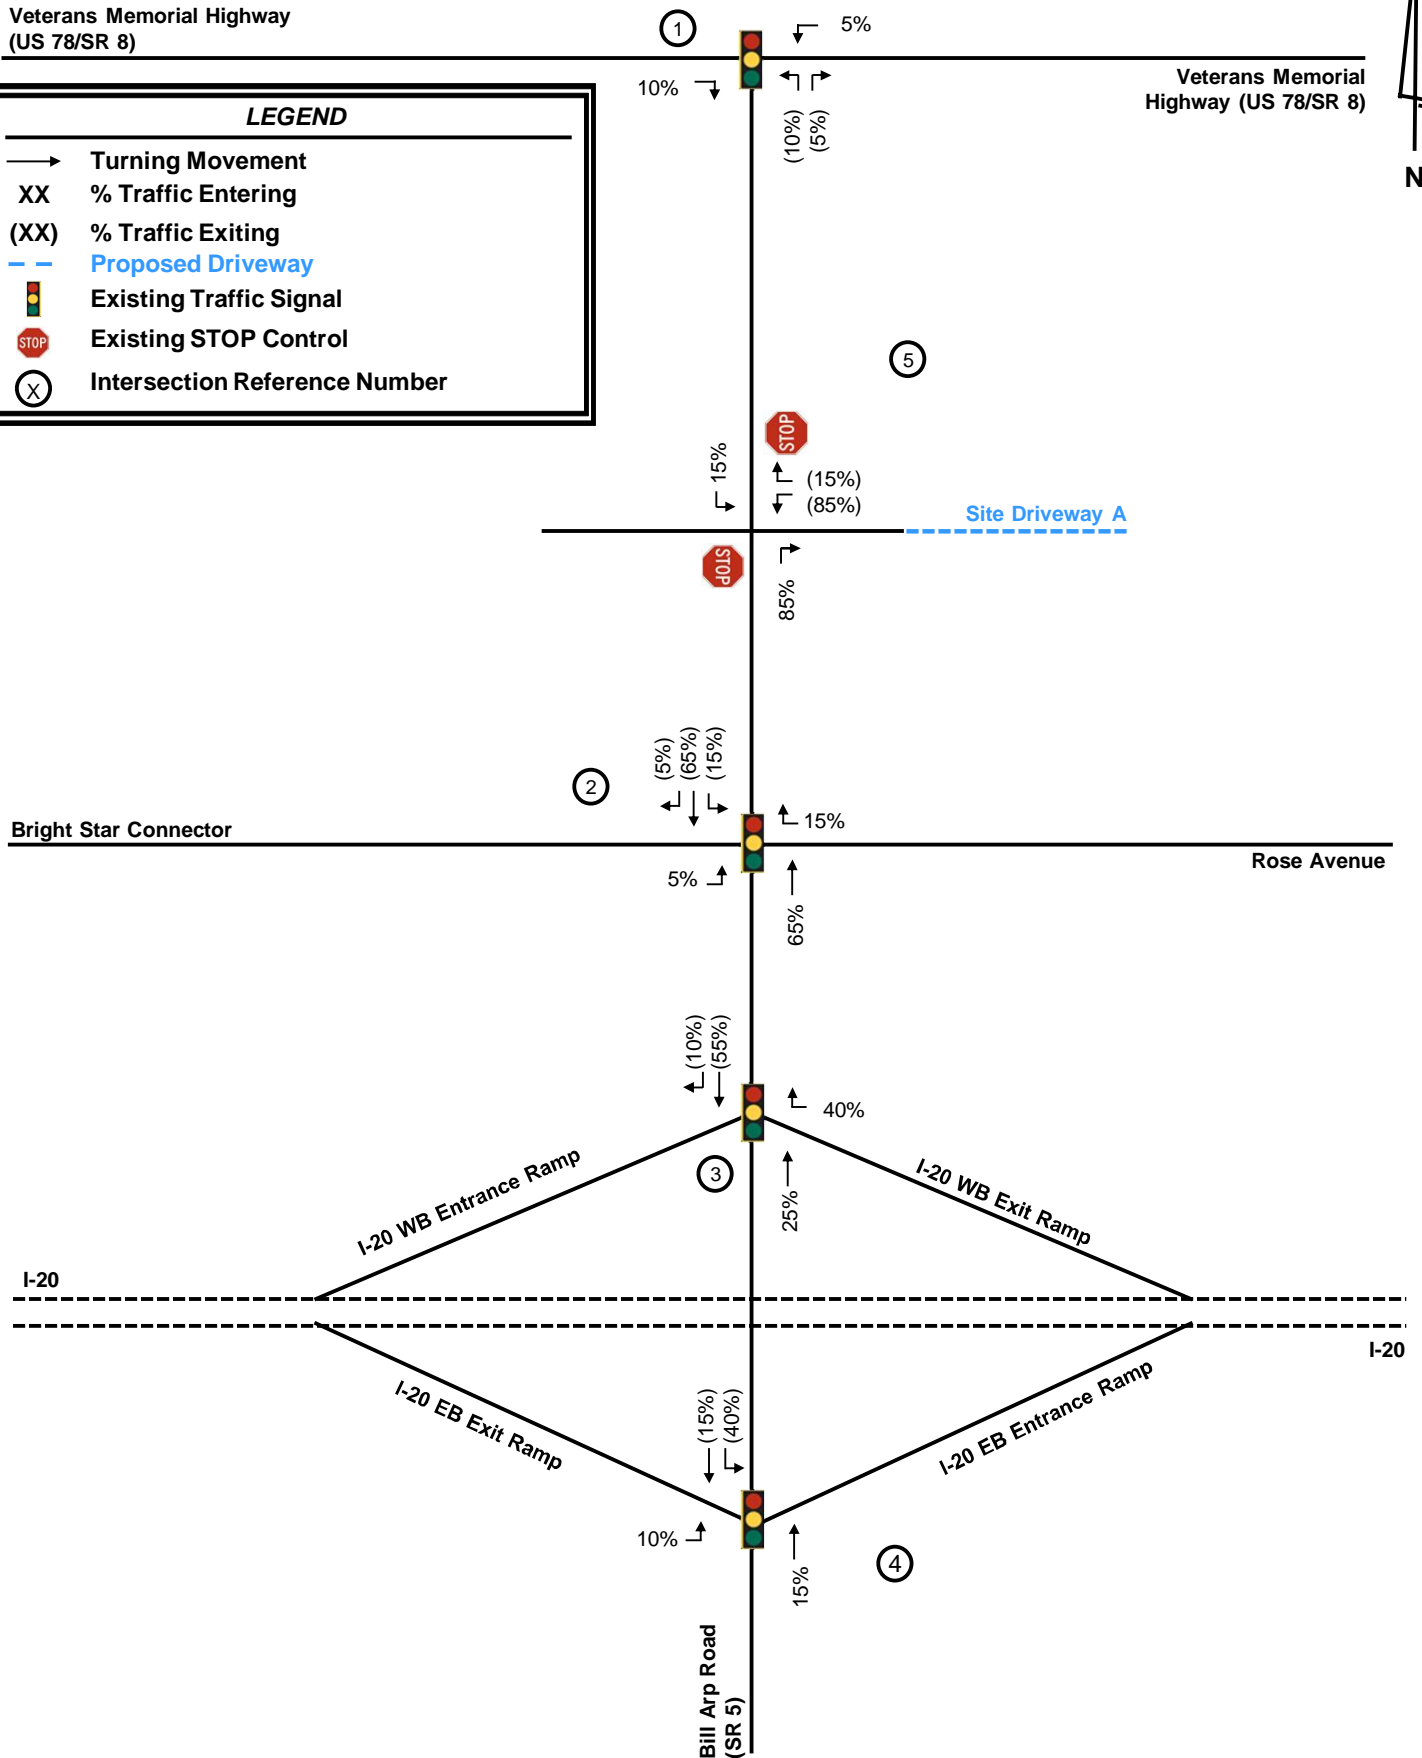 Veterans Memorial Highway
(US 78/SR 8)
1
5%
10%
(10%)
(5%)
Veterans Memorial
Highway (US 78/SR 8)
N
LEGEND
Turning Movement
XX % Traffic Entering
(XX) % Traffic Exiting
Proposed Driveway
Existing Traffic Signal
STOP Existing STOP Control
X Intersection Reference Number
5
STOP
15%
(15%)
(85%)
Site Driveway A
STOP
85%
(5%)
(65%)
(15%)
2
15%
Bright Star Connector
Rose Avenue
5%
65%
(10%)
(55%)
40%
3
25%
I-20 WB Entrance Ramp
I-20 WB Exit Ramp
I-20
I-20
I-20 EB Exit Ramp
I-20 EB Entrance Ramp
(15%)
(40%)
10%
15%
4
Bill Arp Road
(SR 5)